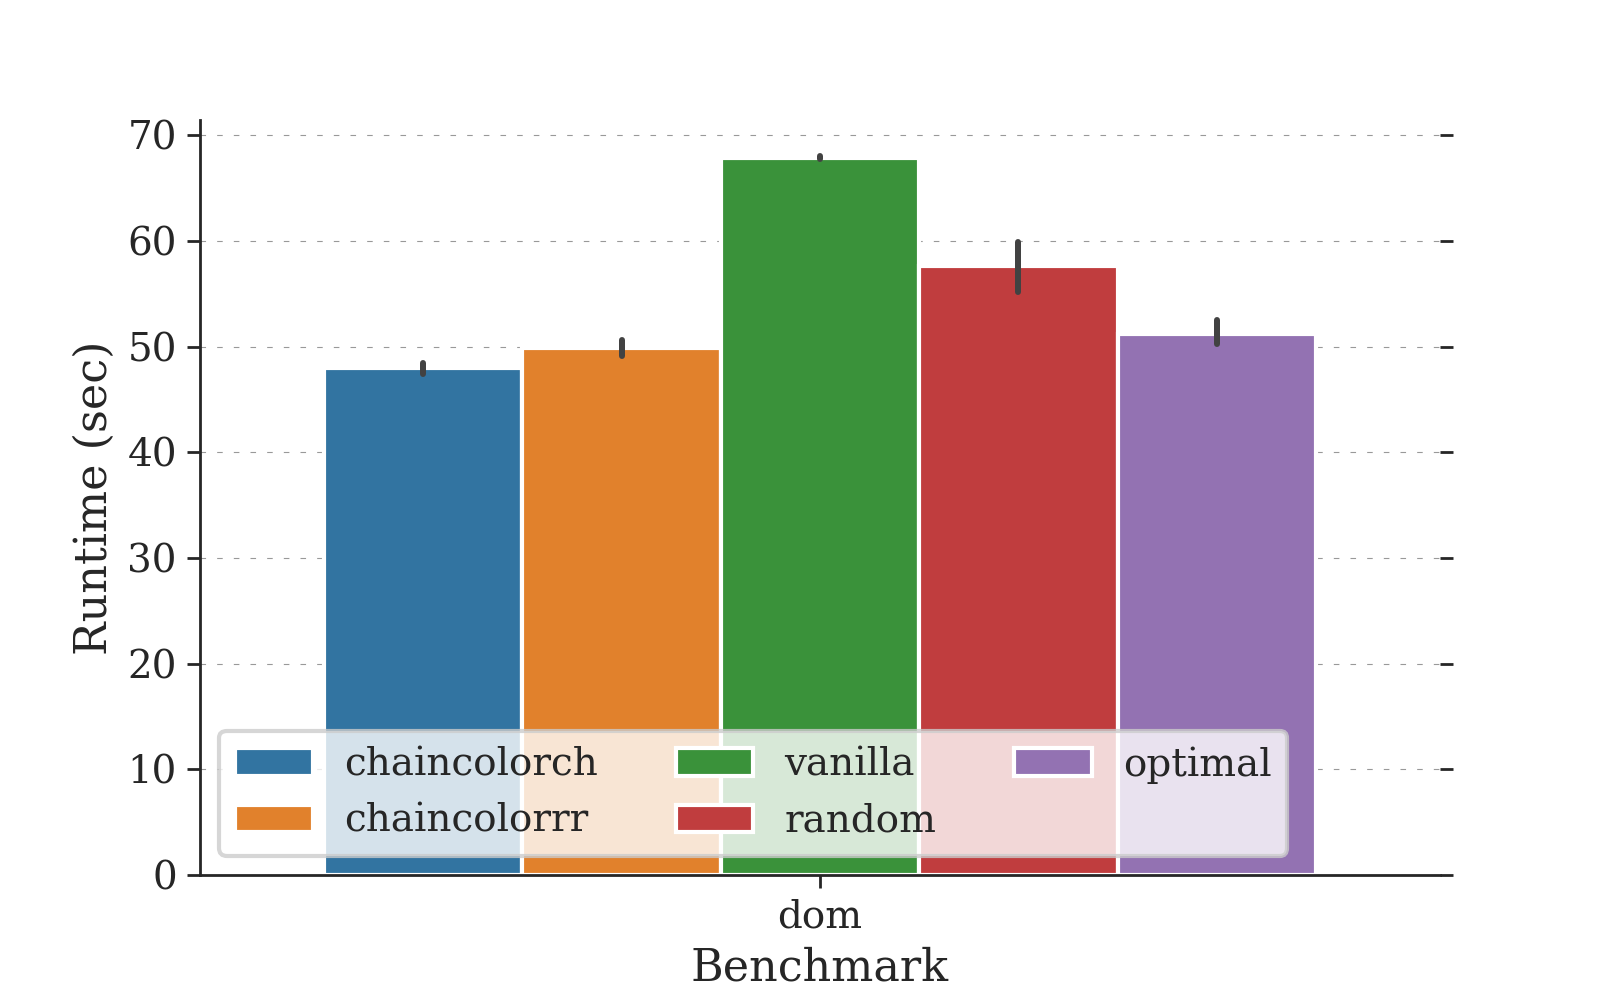 70
60
50
40
30
20
10
0
Runtime (sec)
chaincolorch
chaincolorrr
vanilla
random
optimal
dom
Benchmark